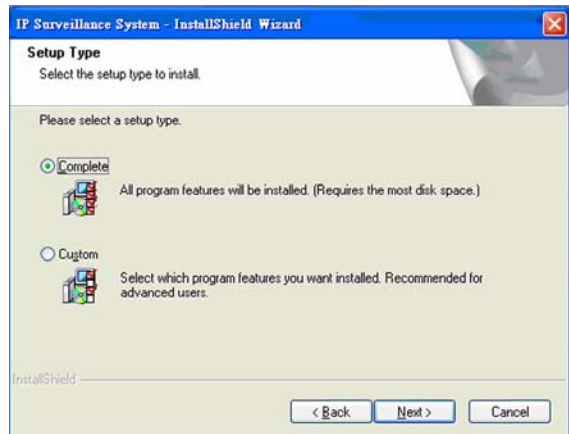 IP Surveillance System - InstallShield Wizard
Setup Type
Select the setup type to install.
Please select a setup type.
Complete
All program features will be installed. (Requires the most disk space.)
Custom
Select which program features you want installed. Recommended for
advanced users.
InstallShield
< Back
Next >
Cancel